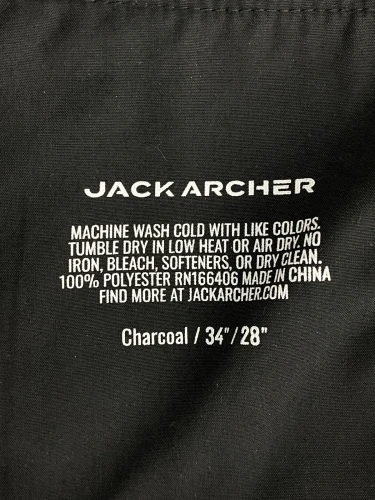 JACK ARCHER
MACHINE WASH COLD WITH LIKE COLORS.
TUMBLE DRY IN LOW HEAT OR AIR DRY. NO
IRON, BLEACH, SOFTENERS, OR DRY CLEAN.
100% POLYESTER RN166406 MADE IN CHINA
FIND MORE AT JACKARCHER.COM
Charcoal / 34"/28"